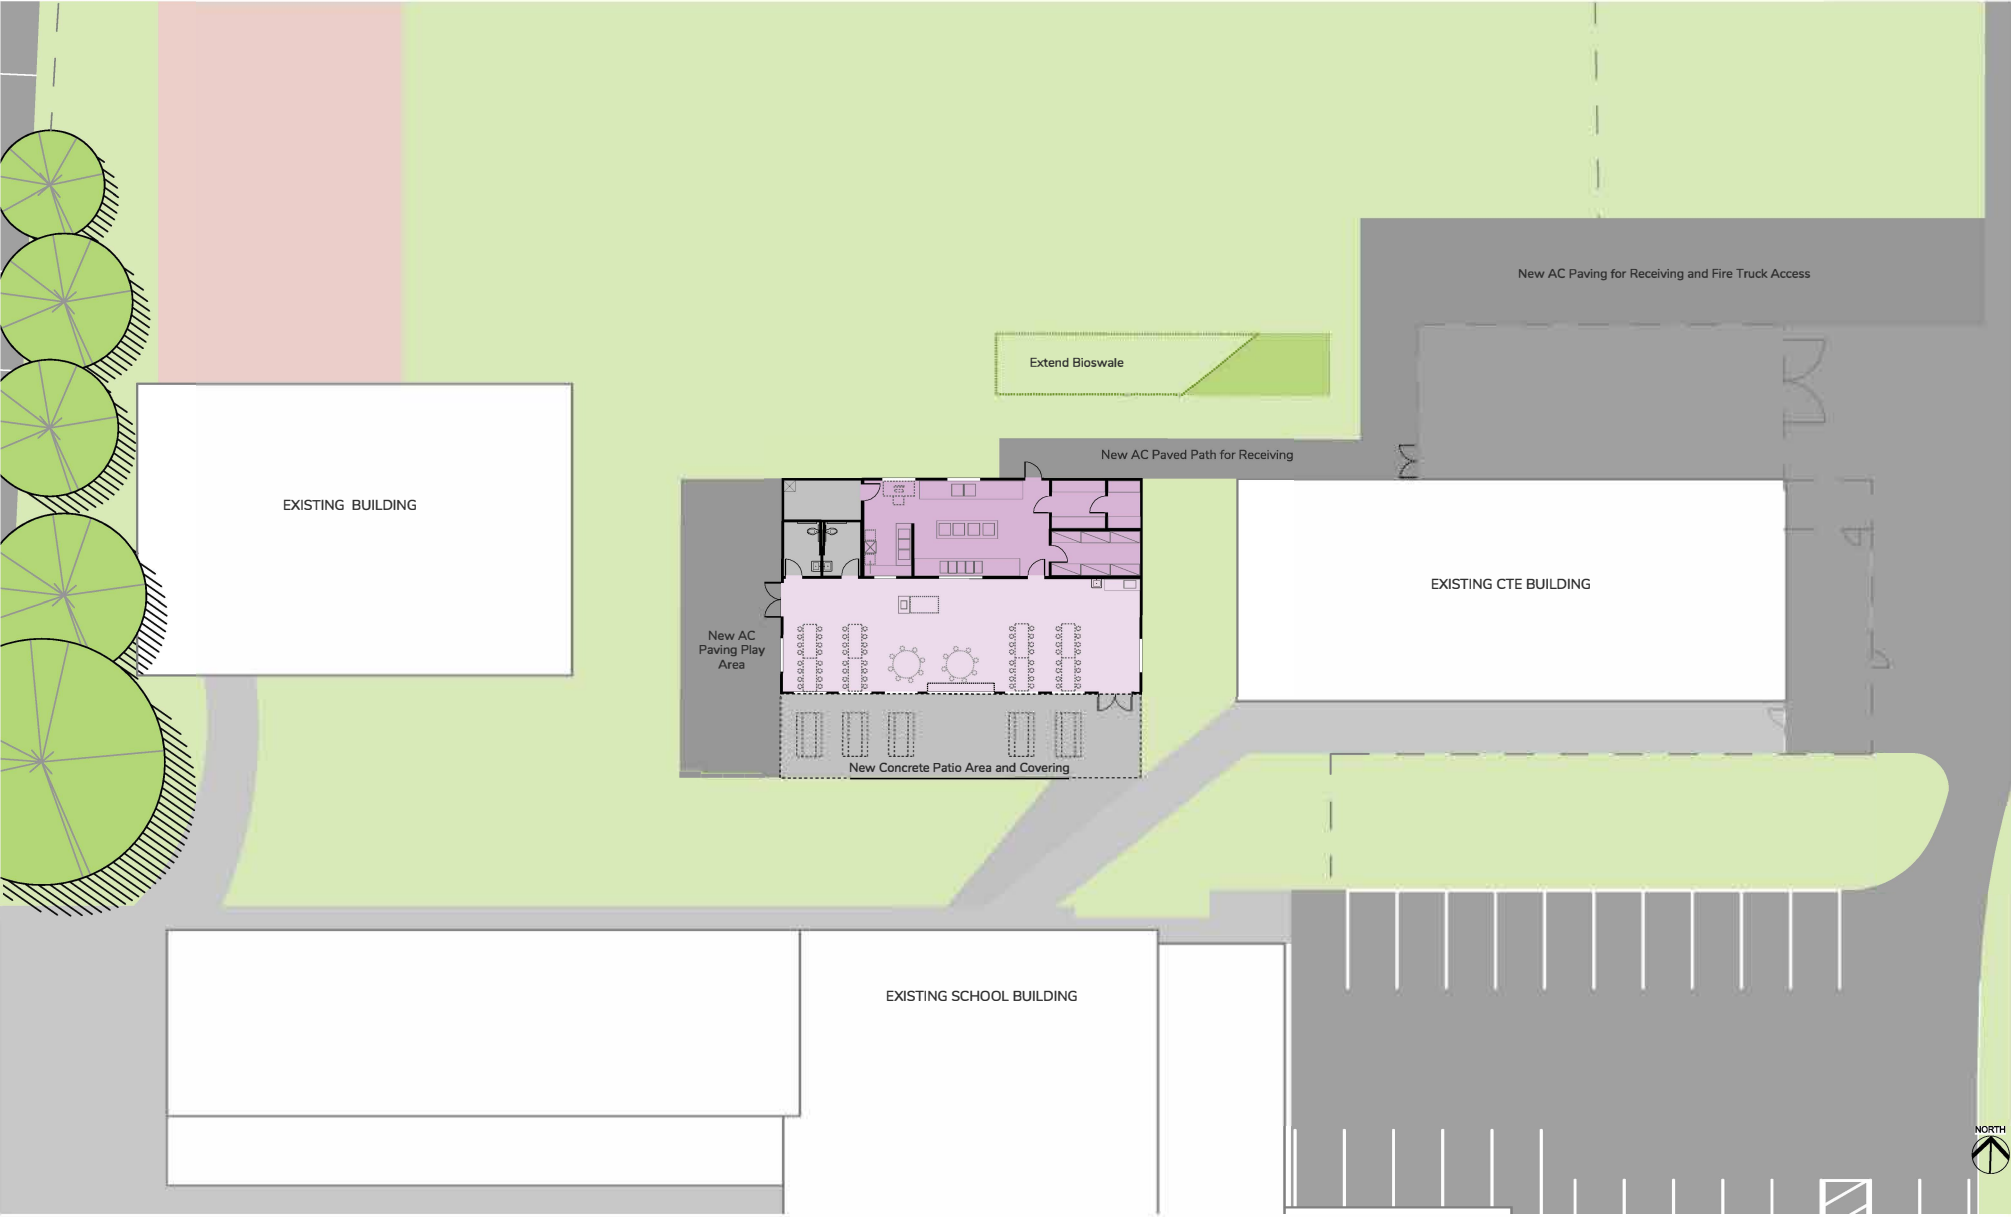 New AC Paving for Receiving and Fire Truck Access
Extend Bioswale
New AC Paved Path for Receiving
EXISTING BUILDING
EXISTING CTE BUILDING
New AC
Paving Play
Area
New Concrete Patio Area and Covering
EXISTING SCHOOL BUILDING
NORTH